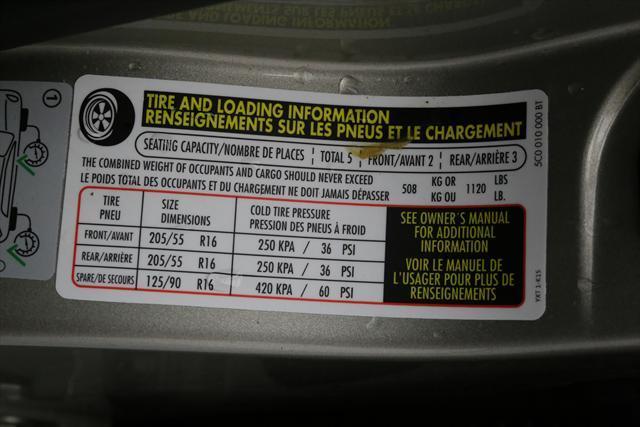 TIRE AND LOADING INFORMATION
RENSEIGNEMENTS SUR LES PNEUS ET LE CHARGEMENT
SEATING CAPACITY/NOMBRE DE PLACES TOTAL 5 FRONT/AVANT 2 REAR/ARRIÈRE 3
THE COMBINED WEIGHT OF OCCUPANTS AND CARGO SHOULD NEVER EXCEED
LE POIDS TOTAL DES OCCUPANTS ET DU CHARGEMENT NE DOIT JAMAIS DÉPASSER
508 KG OR 1120 LBS
KG OU LB.
TIRE
PNEU
SIZE
DIMENSIONS
COLD TIRE PRESSURE
PRESSION DES PNEUS À FROID
FRONT/AVANT 205/55 R16 250 KPA / 36 PSI
REAR/ARRIÈRE 205/55 R16 250 KPA / 36 PSI
SPARE/DE SECOURS 125/90 R16 420 KPA / 60 PSI
SEE OWNER'S MANUAL
FOR ADDITIONAL
INFORMATION
VOIR LE MANUEL DE
L'USAGER POUR PLUS DE
RENSEIGNEMENTS
5C0 010 000 BT
YXT 1-K15
1